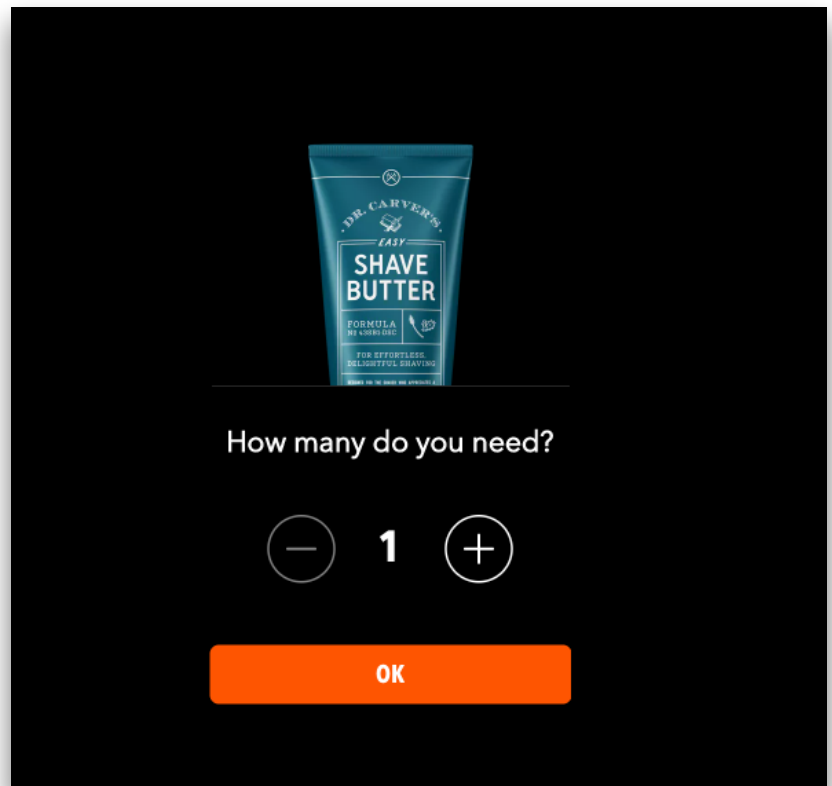 DR. CARVER'S
EASY
SHAVE
BUTTER
FORMULA
FOR EFFORTLESS,
DELIGHTFUL SHAVING
How many do you need?
1
OK